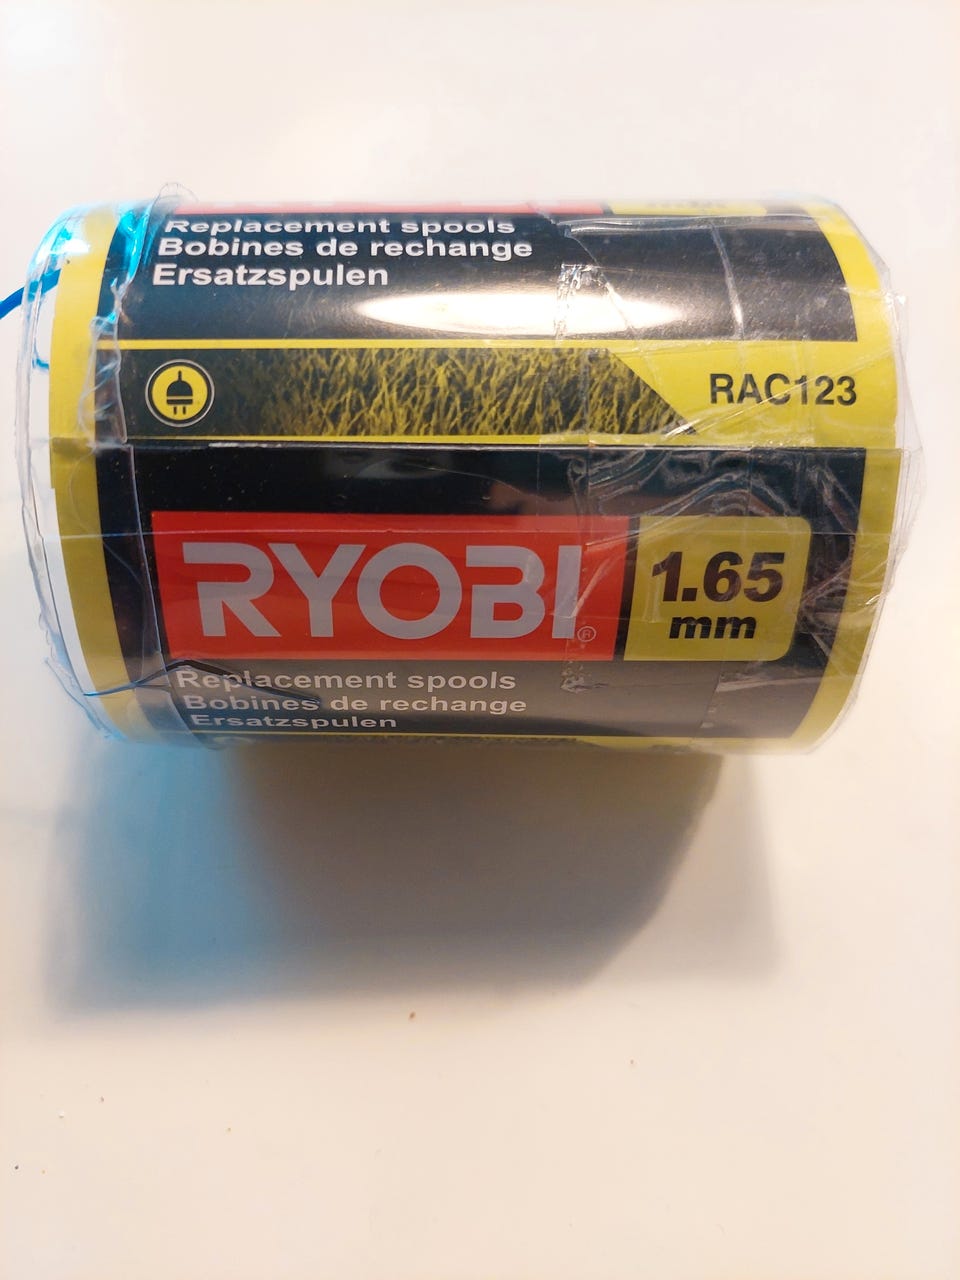 Replacement spools
Bobines de rechange
Ersatzspulen
RAC123
RYOBI®
1.65
mm
Replacement spools
Bobines de rechange
Ersatzspulen